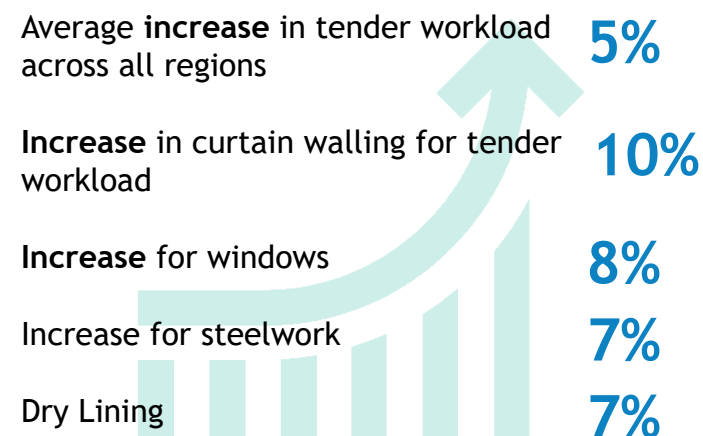 Average increase in tender workload 5%
across all regions
Increase in curtain walling for tender 10%
workload
Increase for windows 8%
Increase for steelwork 7%
Dry Lining 7%